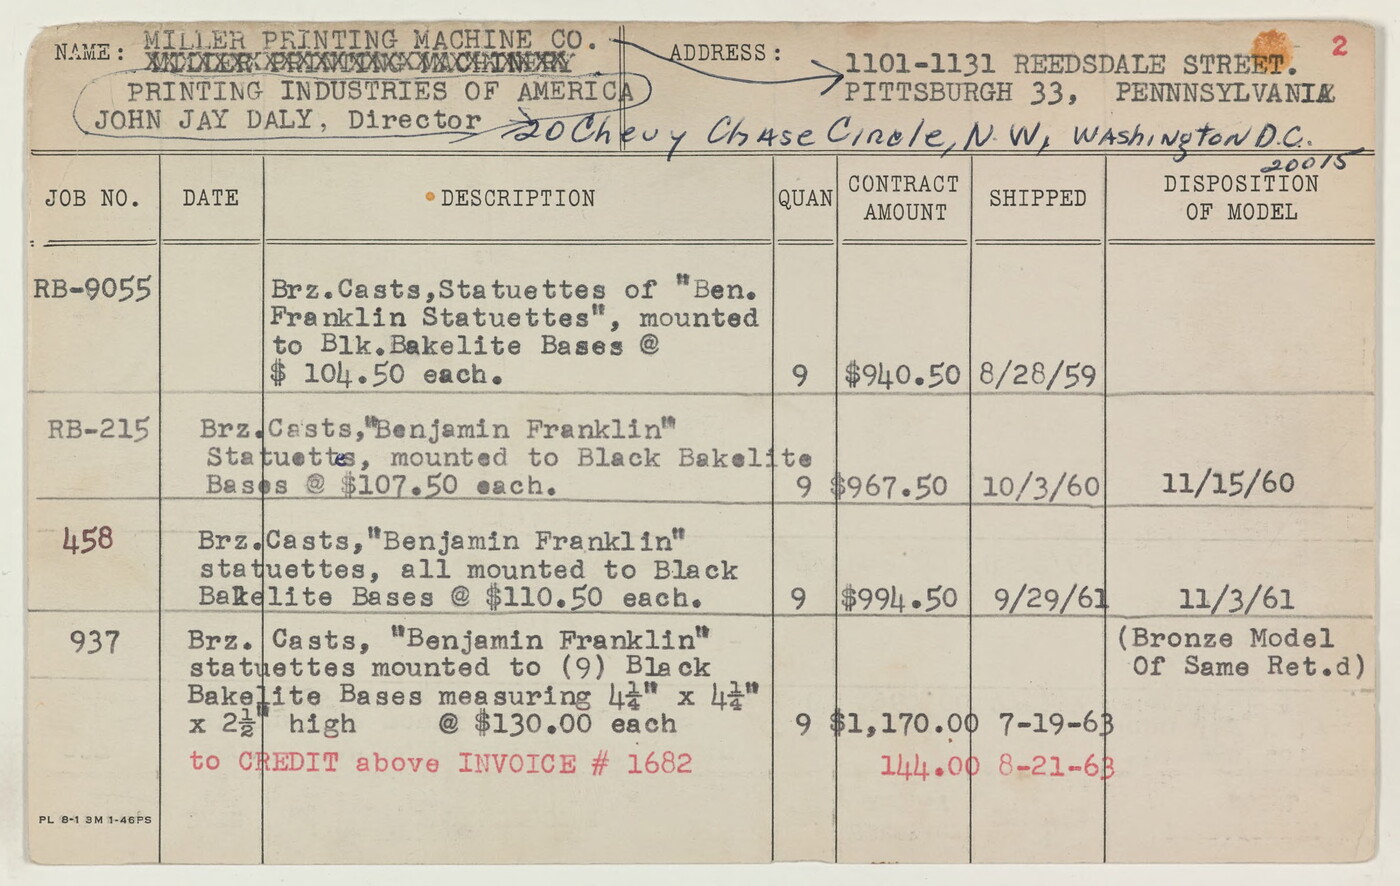 2
NAME: MILLER PRINTING MACHINE CO. ADDRESS: 1101-1131 REEDSDALE STREET.
PITTSBURGH 33, PENNNSYLVANIA
PRINTING INDUSTRIES OF AMERICA
JOHN JAY DALY, Director 20 Chevy Chase Circle, N.W., Washington D.C.
20015
JOB NO. DATE DESCRIPTION QUAN CONTRACT AMOUNT SHIPPED DISPOSITION OF MODEL
RB-9055 Brz.Casts,Statuettes of "Ben.
Franklin Statuettes", mounted
to Blk.Bakelite Bases @
$ 104.50 each. 9 $940.50 8/28/59
RB-215 Brz.Casts,"Benjamin Franklin"
Statuettes, mounted to Black Bakelite
Bases @ $107.50 each. 9 $967.50 10/3/60 11/15/60
458 Brz.Casts,"Benjamin Franklin"
statuettes, all mounted to Black
Bakelite Bases @ $110.50 each. 9 $994.50 9/29/61 11/3/61
937 Brz. Casts, "Benjamin Franklin" (Bronze Model
statuettes mounted to (9) Black Of Same Ret.d)
Bakelite Bases measuring 4¼" x 4¼"
x 2½" high @ $130.00 each 9 $1,170.00 7-19-63
to CREDIT above INVOICE # 1682 144.00 8-21-63
PL 8-1 3M 1-46PS